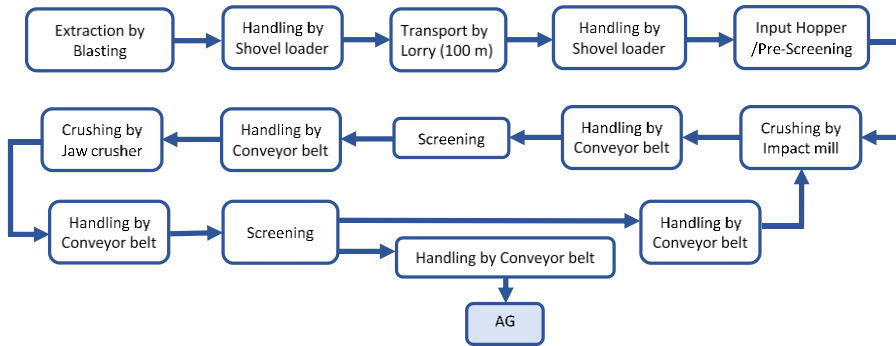 Extraction by
Blasting
Handling by
Shovel loader
Transport by
Lorry (100 m)
Handling by
Shovel loader
Input Hopper
/Pre-Screening
Crushing by
Jaw crusher
Handling by
Conveyor belt
Screening
Handling by
Conveyor belt
Crushing by
Impact mill
Handling by
Conveyor belt
Screening
Handling by
Conveyor belt
Handling by Conveyor belt
AG